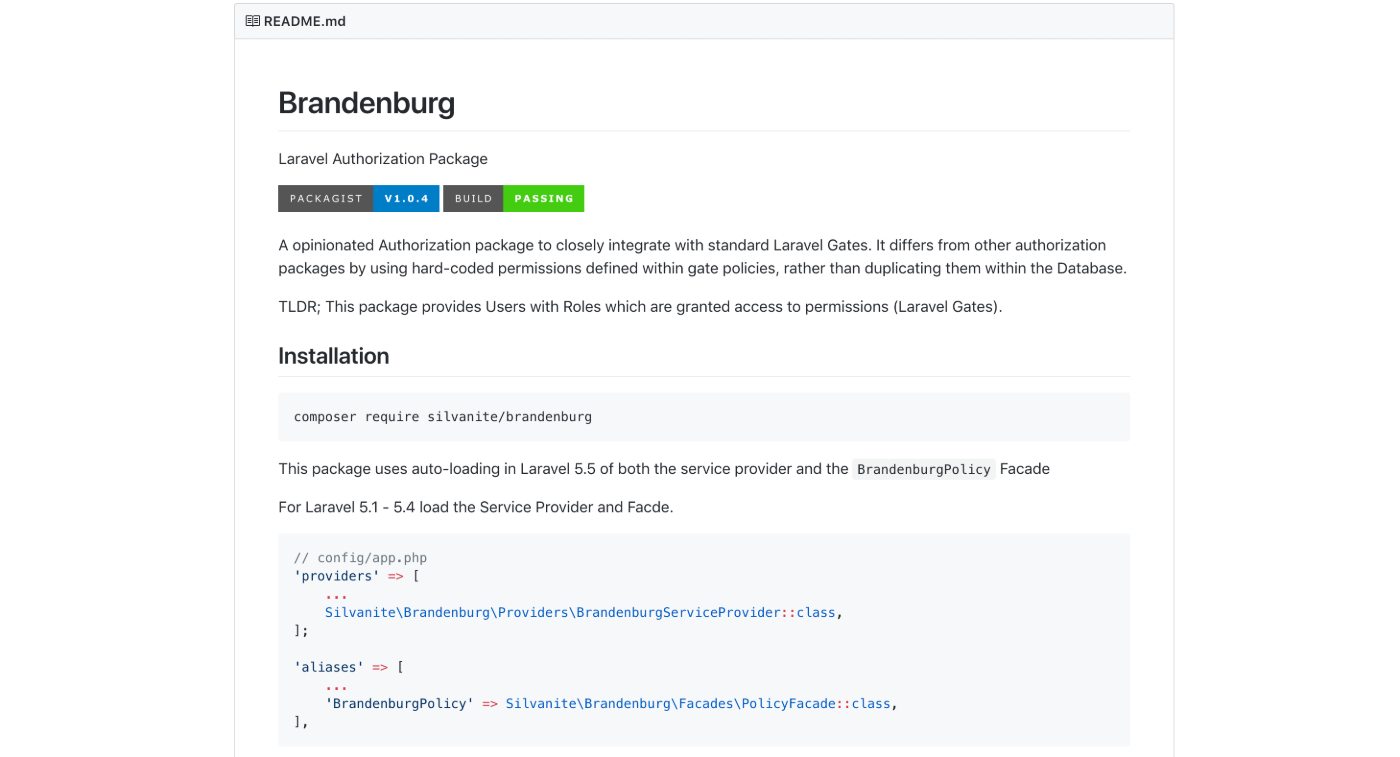 README.md
Brandenburg
Laravel Authorization Package
PACKAGIST V1.0.4 BUILD PASSING
A opinionated Authorization package to closely integrate with standard Laravel Gates. It differs from other authorization
packages by using hard-coded permissions defined within gate policies, rather than duplicating them within the Database.
TLDR; This package provides Users with Roles which are granted access to permissions (Laravel Gates).
Installation
composer require silvanite/brandenburg
This package uses auto-loading in Laravel 5.5 of both the service provider and the BrandenburgPolicy Facade
For Laravel 5.1 - 5.4 load the Service Provider and Facde.
// config/app.php
'providers' => [
    ...
    Silvanite\Brandenburg\Providers\BrandenburgServiceProvider::class,
];
'aliases' => [
    ...
    'BrandenburgPolicy' => Silvanite\Brandenburg\Facades\PolicyFacade::class,
],